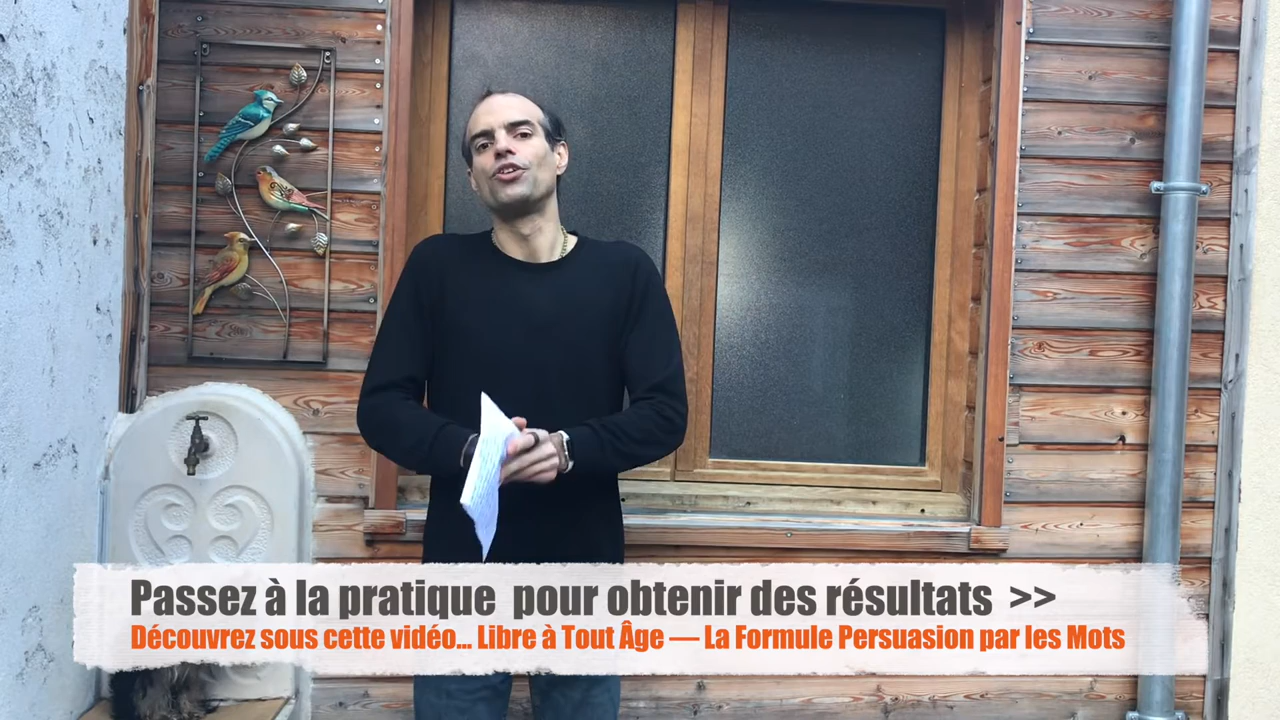 Passez à la pratique pour obtenir des résultats >>
Découvrez sous cette vidéo... Libre à Tout Âge — La Formule Persuasion par les Mots